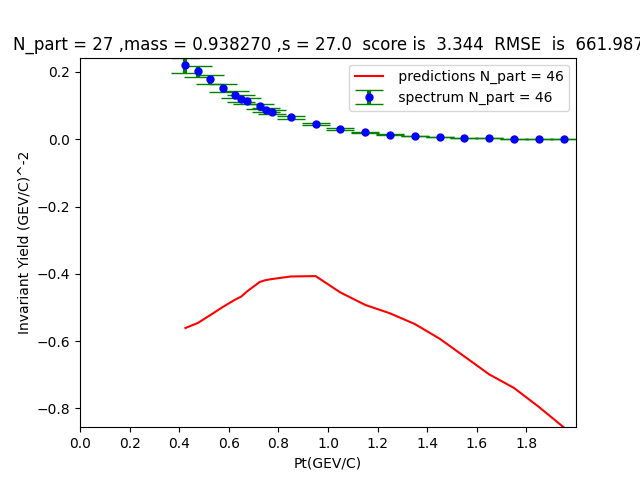 N_part = 27 ,mass = 0.938270 ,s = 27.0  score is  3.344  RMSE  is  661.987
predictions N_part = 46
spectrum N_part = 46
Invariant Yield (GEV/C)^-2
0.2
0.0
−0.2
−0.4
−0.6
−0.8
0.0 0.2 0.4 0.6 0.8 1.0 1.2 1.4 1.6 1.8
Pt(GEV/C)